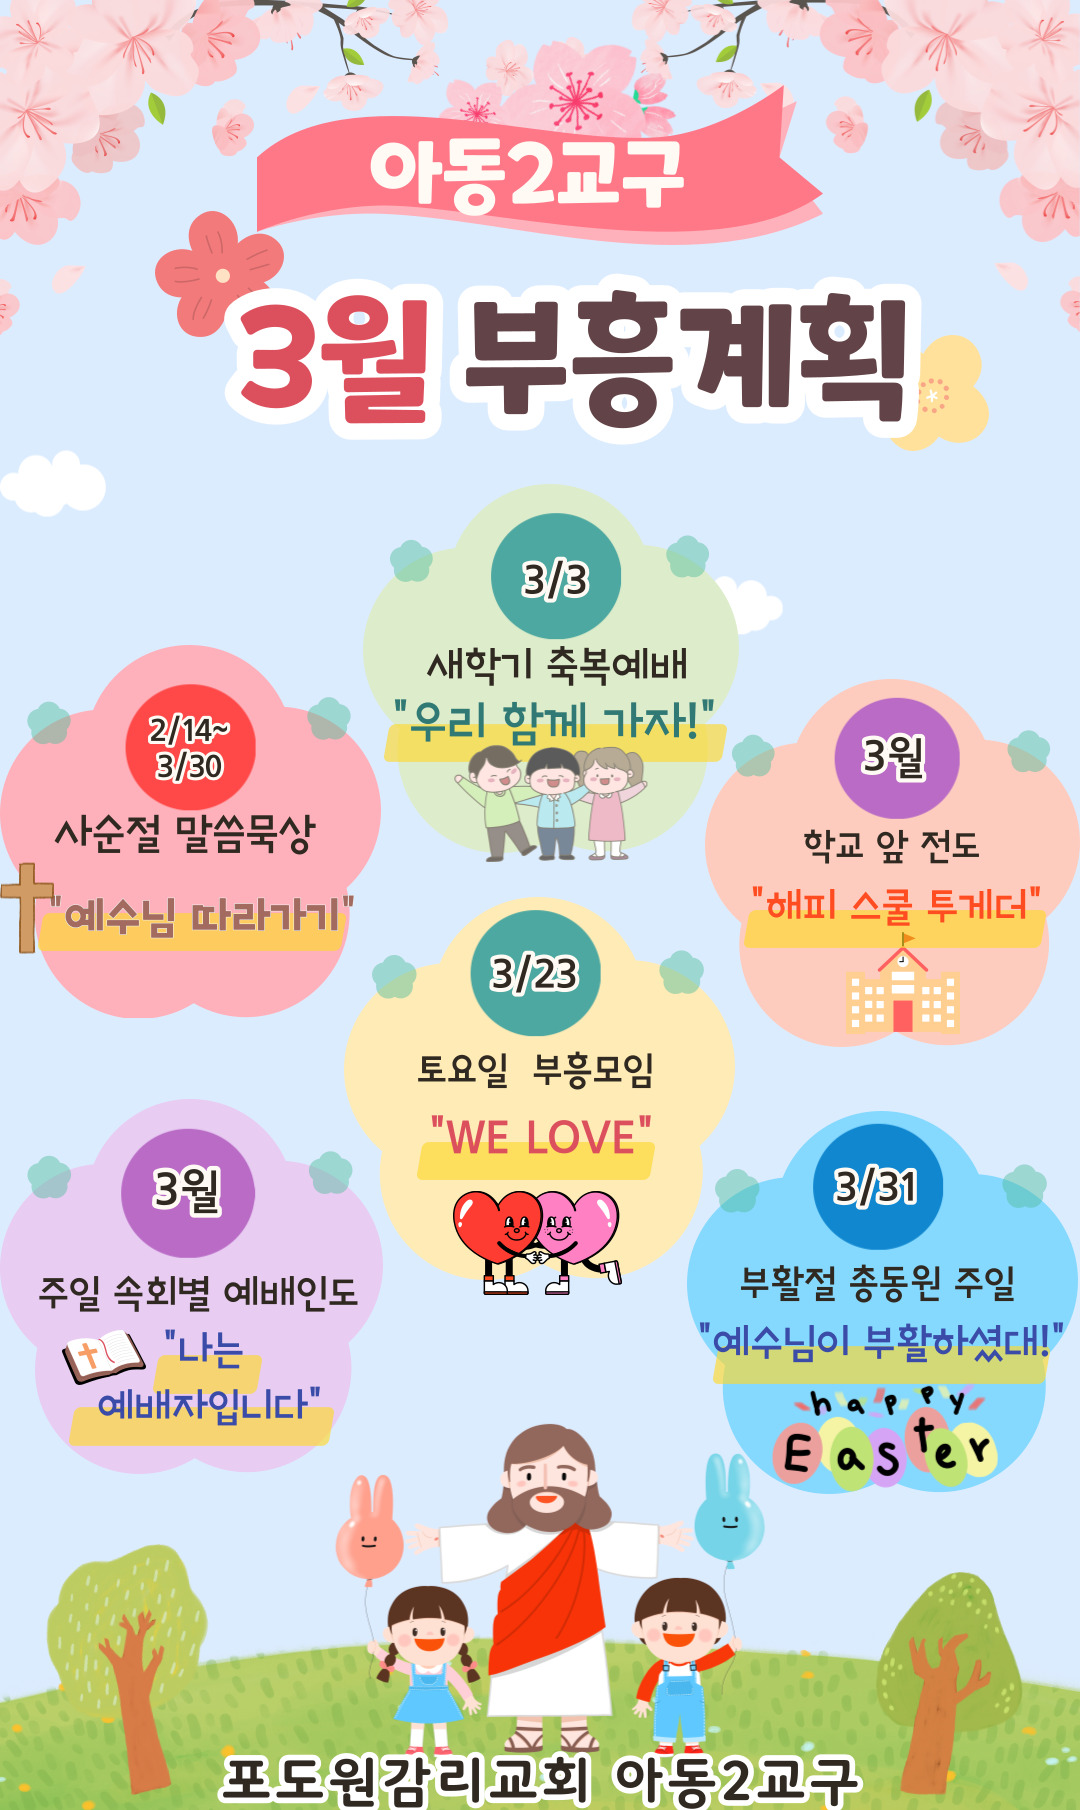 아동2교구
3월 부흥계획
3/3
새학기 축복예배
"우리 함께 가자!"
2/14~
3/30
사순절 말씀묵상
"예수님 따라가기"
3월
학교 앞 전도
"해피 스쿨 투게더"
3/23
토요일 부흥모임
"WE LOVE"
3월
주일 속회별 예배인도
"나는
예배자입니다"
3/31
부활절 총동원 주일
"예수님이 부활하셨대!"
happy
Easter
포도원감리교회 아동2교구